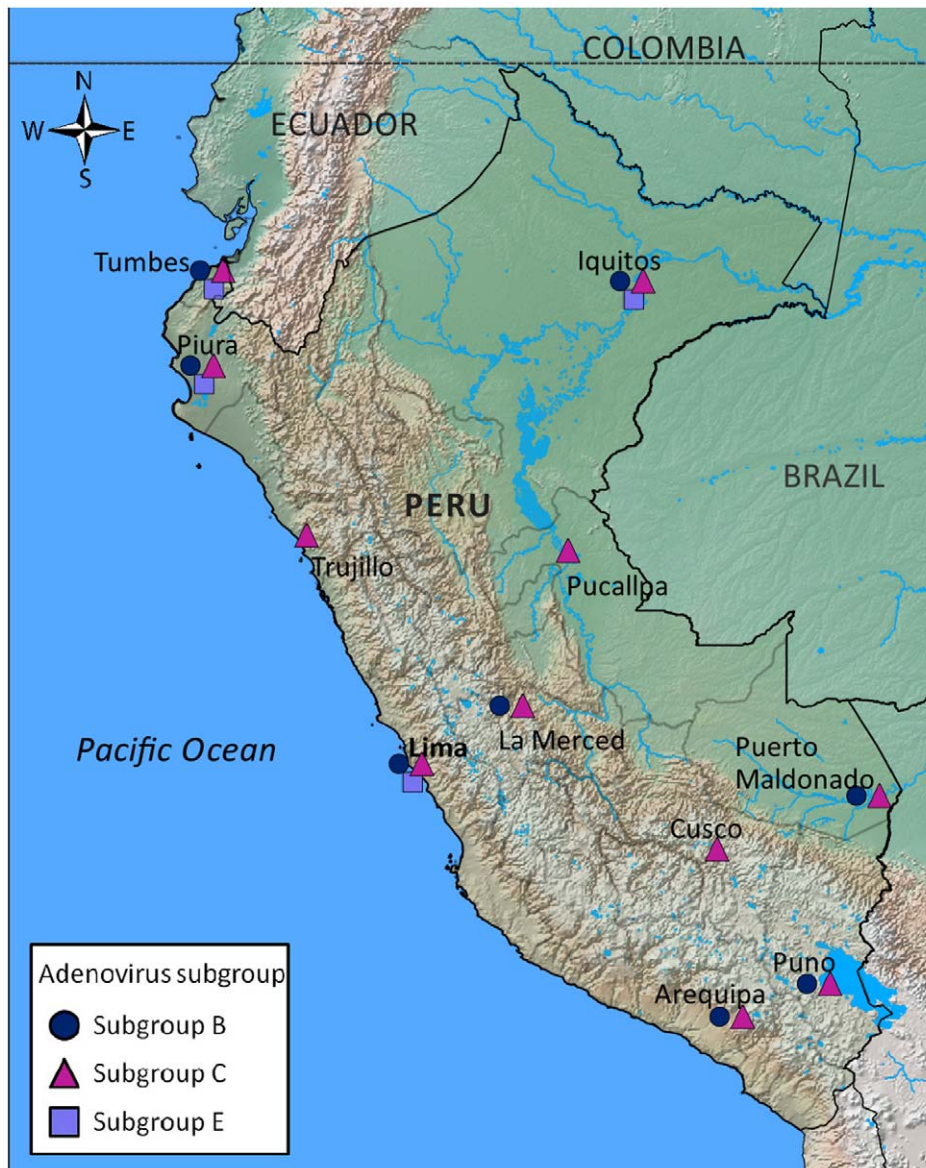 COLOMBIA
N
W E
S
ECUADOR
Tumbes
Iquitos
Piura
BRAZIL
PERU
Trujillo
Pucallpa
La Merced
Pacific Ocean
Lima
Puerto
Maldonado
Cusco
Puno
Arequipa
Adenovirus subgroup
Subgroup B
Subgroup C
Subgroup E